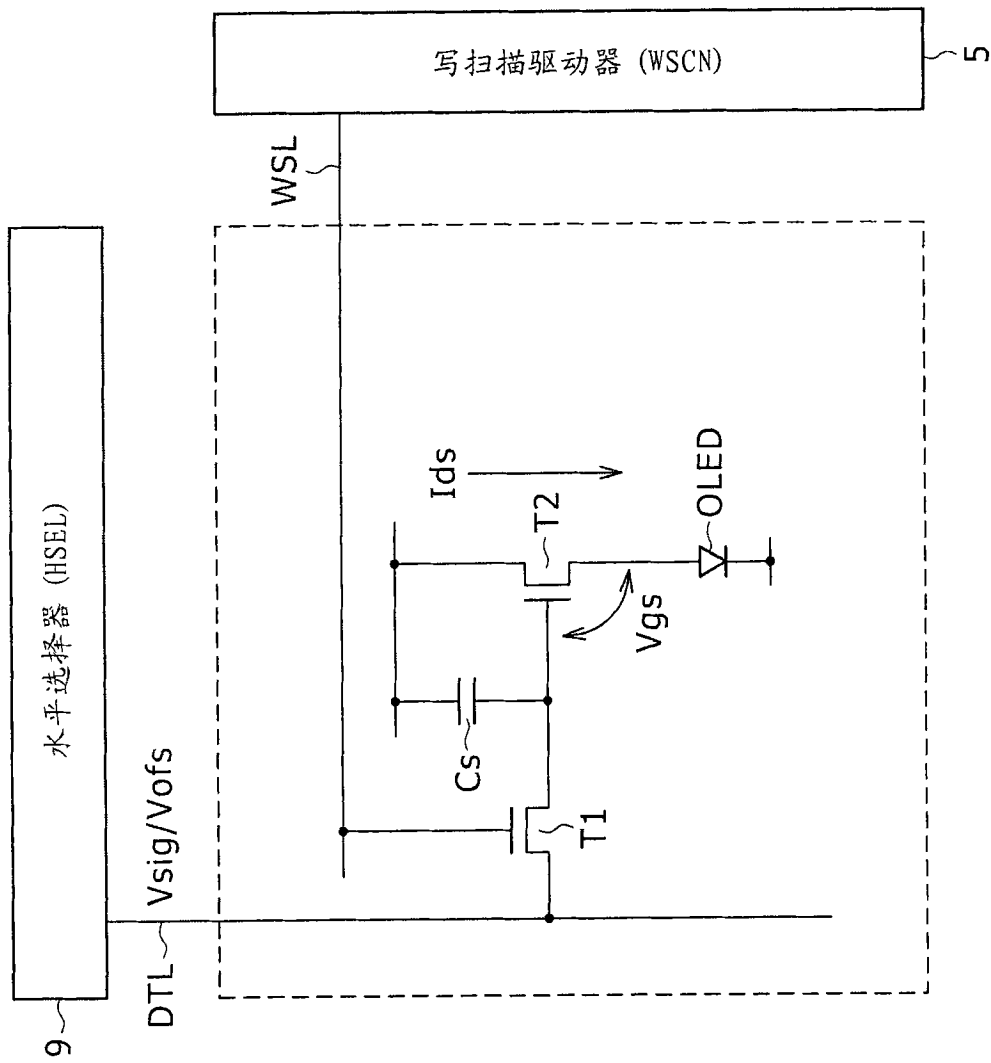 写扫描驱动器 (WSCN)
5
WSL
水平选择器 (HSEL)
9
DTL
Vsig/Vofs
Ids
T2
OLED
Vgs
Cs
T1